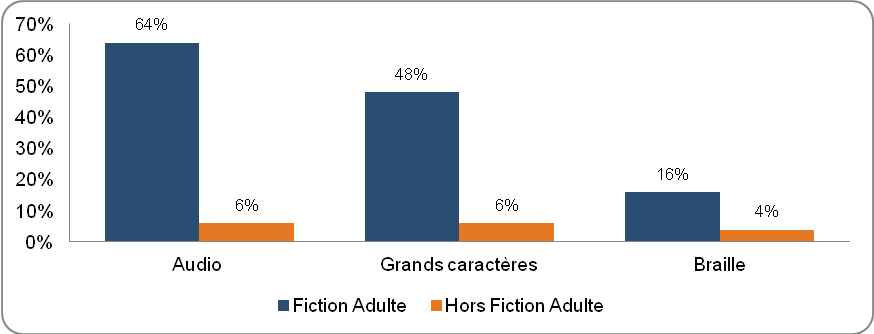 70%
60%
50%
40%
30%
20%
10%
0%
64%
6%
48%
6%
16%
4%
Audio
Grands caractères
Braille
Fiction Adulte
Hors Fiction Adulte